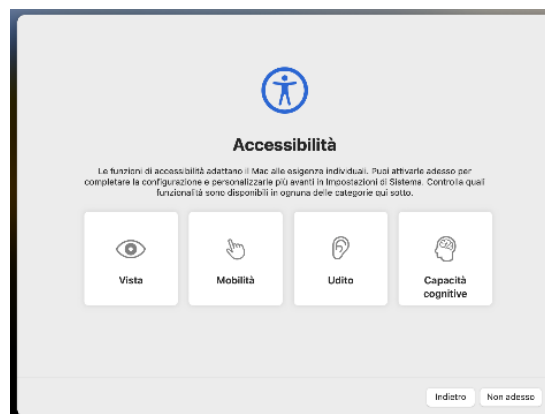 Accessibilità
Le funzioni di accessibilità adattano il Mac alle esigenze individuali. Puoi attivarle adesso per
completare la configurazione e personalizzarle più avanti in Impostazioni di Sistema. Controlla quali
funzionalità sono disponibili in ognuna delle categorie qui sotto.
Vista
Mobilità
Udito
Capacità
cognitive
Indietro
Non adesso